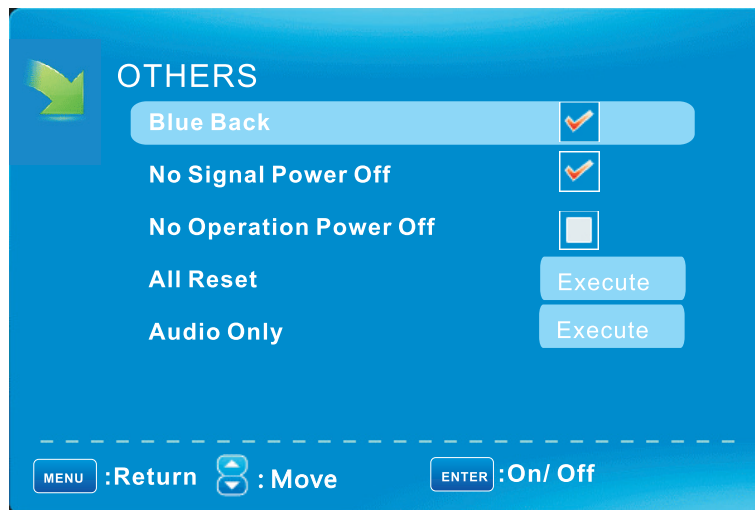 OTHERS
Blue Back
No Signal Power Off
No Operation Power Off
All Reset Execute
Audio Only Execute
MENU :Return : Move ENTER :On/ Off